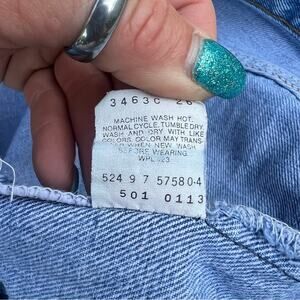 3463C 26
MACHINE WASH HOT,
NORMAL CYCLE, TUMBLE DRY.
WASH AND DRY WITH LIKE
COLORS. COLOR MAY TRANS-
WHEN NEW. WASH
BEFORE WEARING.
WPL 423
524 9 7 57580-4
501 0113